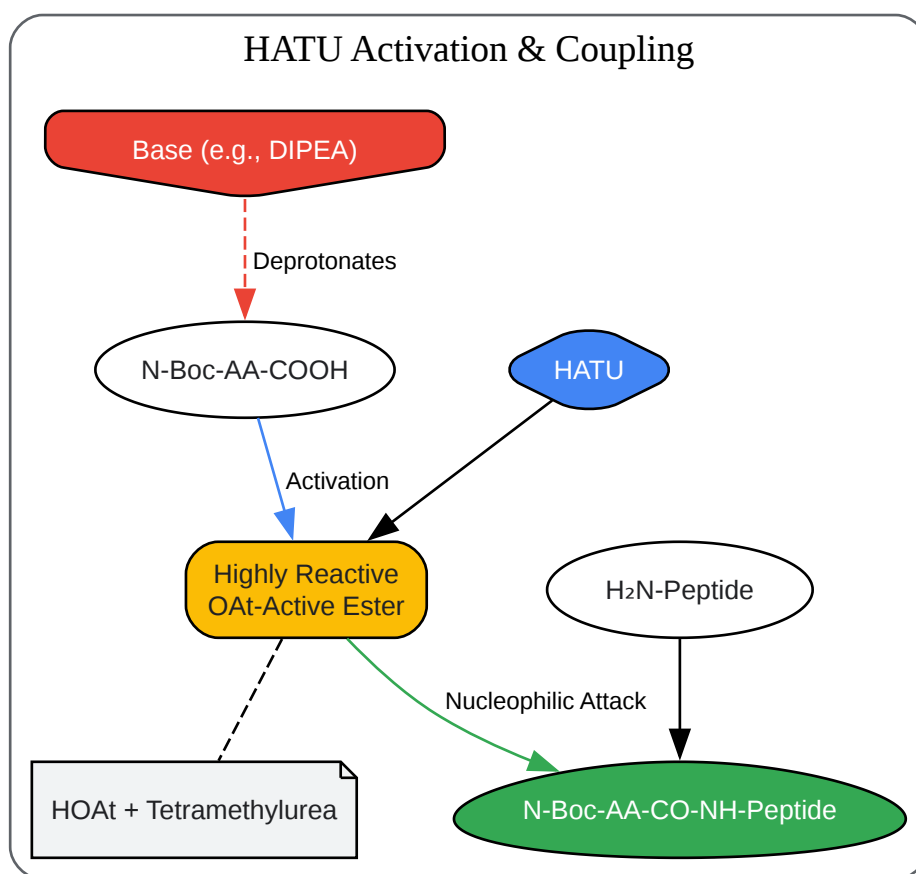 HATU Activation & Coupling
Base (e.g., DIPEA)
Deprotonates
N-Boc-AA-COOH
HATU
Activation
Highly Reactive
OAt-Active Ester
H₂N-Peptide
Nucleophilic Attack
HOAt + Tetramethylurea
N-Boc-AA-CO-NH-Peptide